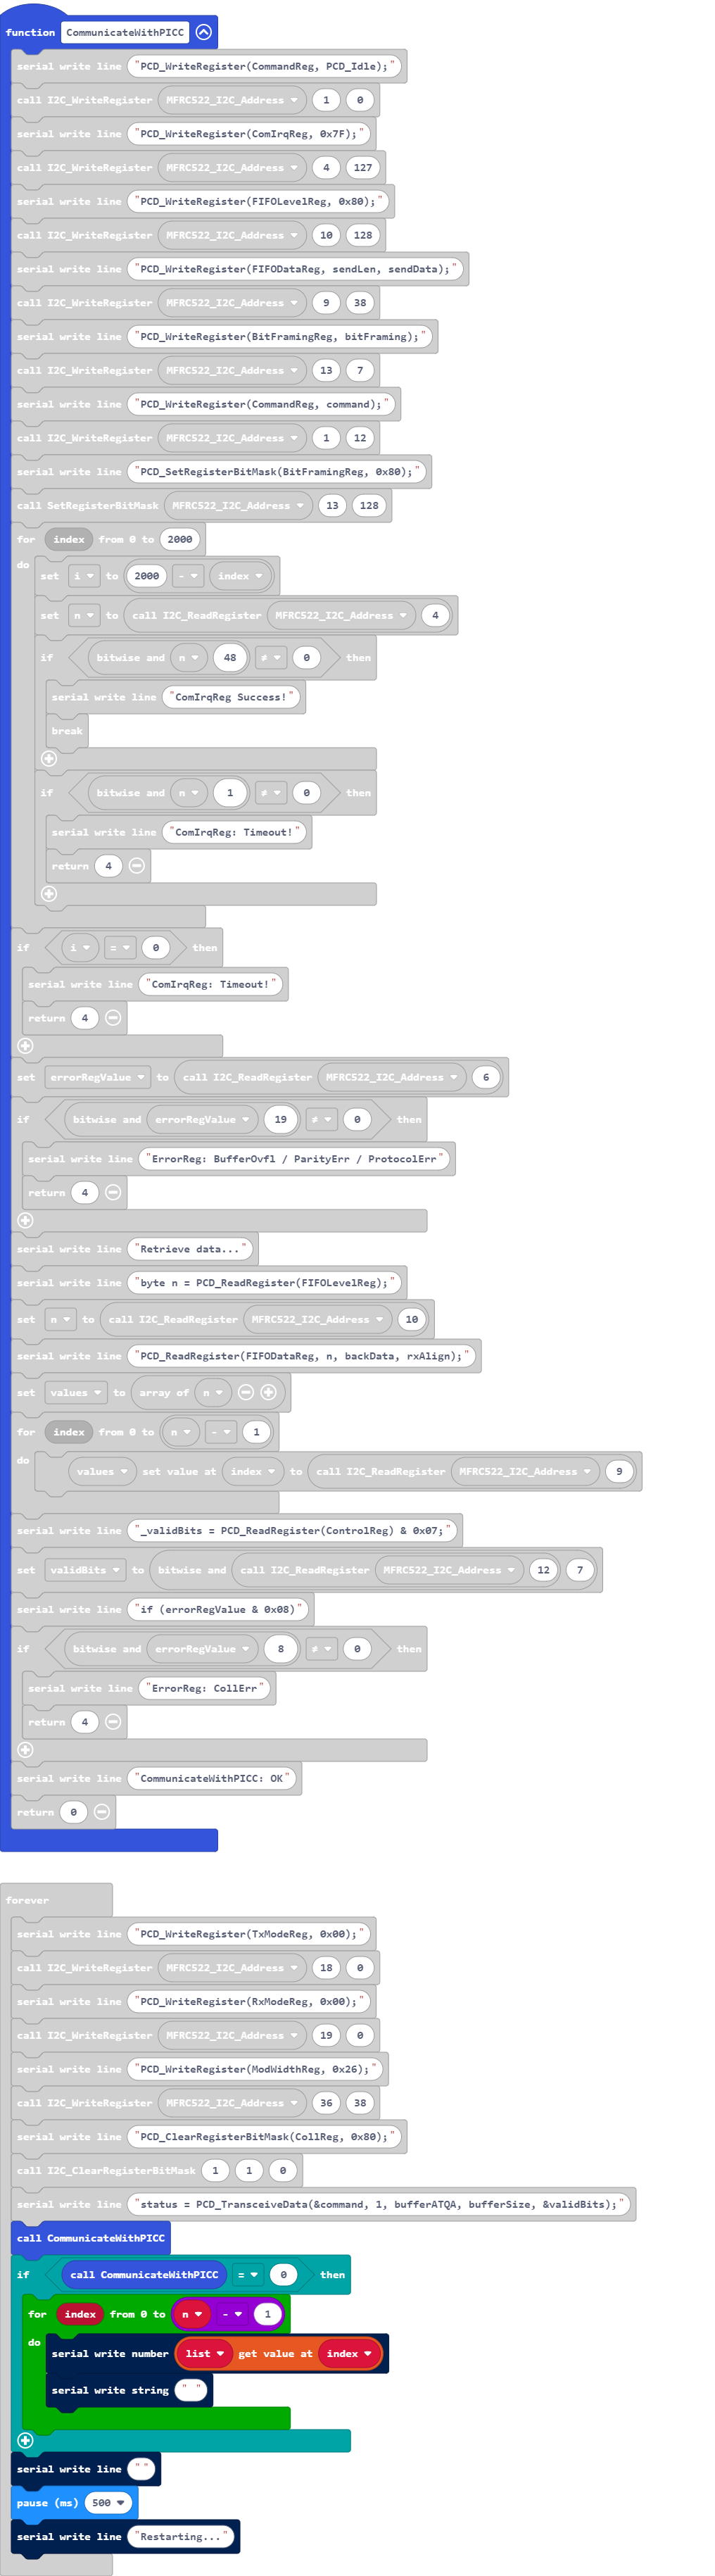 function CommunicateWithPICC
serial write line "PCD_WriteRegister(CommandReg, PCD_Idle);"
call I2C_WriteRegister MFRC522_I2C_Address 1 0
serial write line "PCD_WriteRegister(ComIrqReg, 0x7F);"
call I2C_WriteRegister MFRC522_I2C_Address 4 127
serial write line "PCD_WriteRegister(FIFOLevelReg, 0x80);"
call I2C_WriteRegister MFRC522_I2C_Address 10 128
serial write line "PCD_WriteRegister(FIFODataReg, sendLen, sendData);"
call I2C_WriteRegister MFRC522_I2C_Address 9 38
serial write line "PCD_WriteRegister(BitFramingReg, bitFraming);"
call I2C_WriteRegister MFRC522_I2C_Address 13 7
serial write line "PCD_WriteRegister(CommandReg, command);"
call I2C_WriteRegister MFRC522_I2C_Address 1 12
serial write line "PCD_SetRegisterBitMask(BitFramingReg, 0x80);"
call SetRegisterBitMask MFRC522_I2C_Address 13 128
for index from 0 to 2000
do
set i to 2000 - index
set n to call I2C_ReadRegister MFRC522_I2C_Address 4
if bitwise and n 48 ≠ 0 then
serial write line "ComIrqReg Success!"
break
if bitwise and n 1 ≠ 0 then
serial write line "ComIrqReg: Timeout!"
return 4
if i = 0 then
serial write line "ComIrqReg: Timeout!"
return 4
set errorRegValue to call I2C_ReadRegister MFRC522_I2C_Address 6
if bitwise and errorRegValue 19 ≠ 0 then
serial write line "ErrorReg: BufferOvfl / ParityErr / ProtocolErr"
return 4
serial write line "Retrieve data..."
serial write line "byte n = PCD_ReadRegister(FIFOLevelReg);"
set n to call I2C_ReadRegister MFRC522_I2C_Address 10
serial write line "PCD_ReadRegister(FIFODataReg, n, backData, rxAlign);"
set values to array of n
for index from 0 to n - 1
do values set value at index to call I2C_ReadRegister MFRC522_I2C_Address 9
serial write line "_validBits = PCD_ReadRegister(ControlReg) & 0x07;"
set validBits to bitwise and call I2C_ReadRegister MFRC522_I2C_Address 12 7
serial write line "if (errorRegValue & 0x08)"
if bitwise and errorRegValue 8 ≠ 0 then
serial write line "ErrorReg: CollErr"
return 4
serial write line "CommunicateWithPICC: OK"
return 0
forever
serial write line "PCD_WriteRegister(TxModeReg, 0x00);"
call I2C_WriteRegister MFRC522_I2C_Address 18 0
serial write line "PCD_WriteRegister(RxModeReg, 0x00);"
call I2C_WriteRegister MFRC522_I2C_Address 19 0
serial write line "PCD_WriteRegister(ModWidthReg, 0x26);"
call I2C_WriteRegister MFRC522_I2C_Address 36 38
serial write line "PCD_ClearRegisterBitMask(CollReg, 0x80);"
call I2C_ClearRegisterBitMask 1 1 0
serial write line "status = PCD_TransceiveData(&command, 1, bufferATQA, bufferSize, &validBits);"
call CommunicateWithPICC
if call CommunicateWithPICC = 0 then
for index from 0 to n - 1
do serial write number list get value at index
serial write string " "
serial write line ""
pause (ms) 500
serial write line "Restarting..."